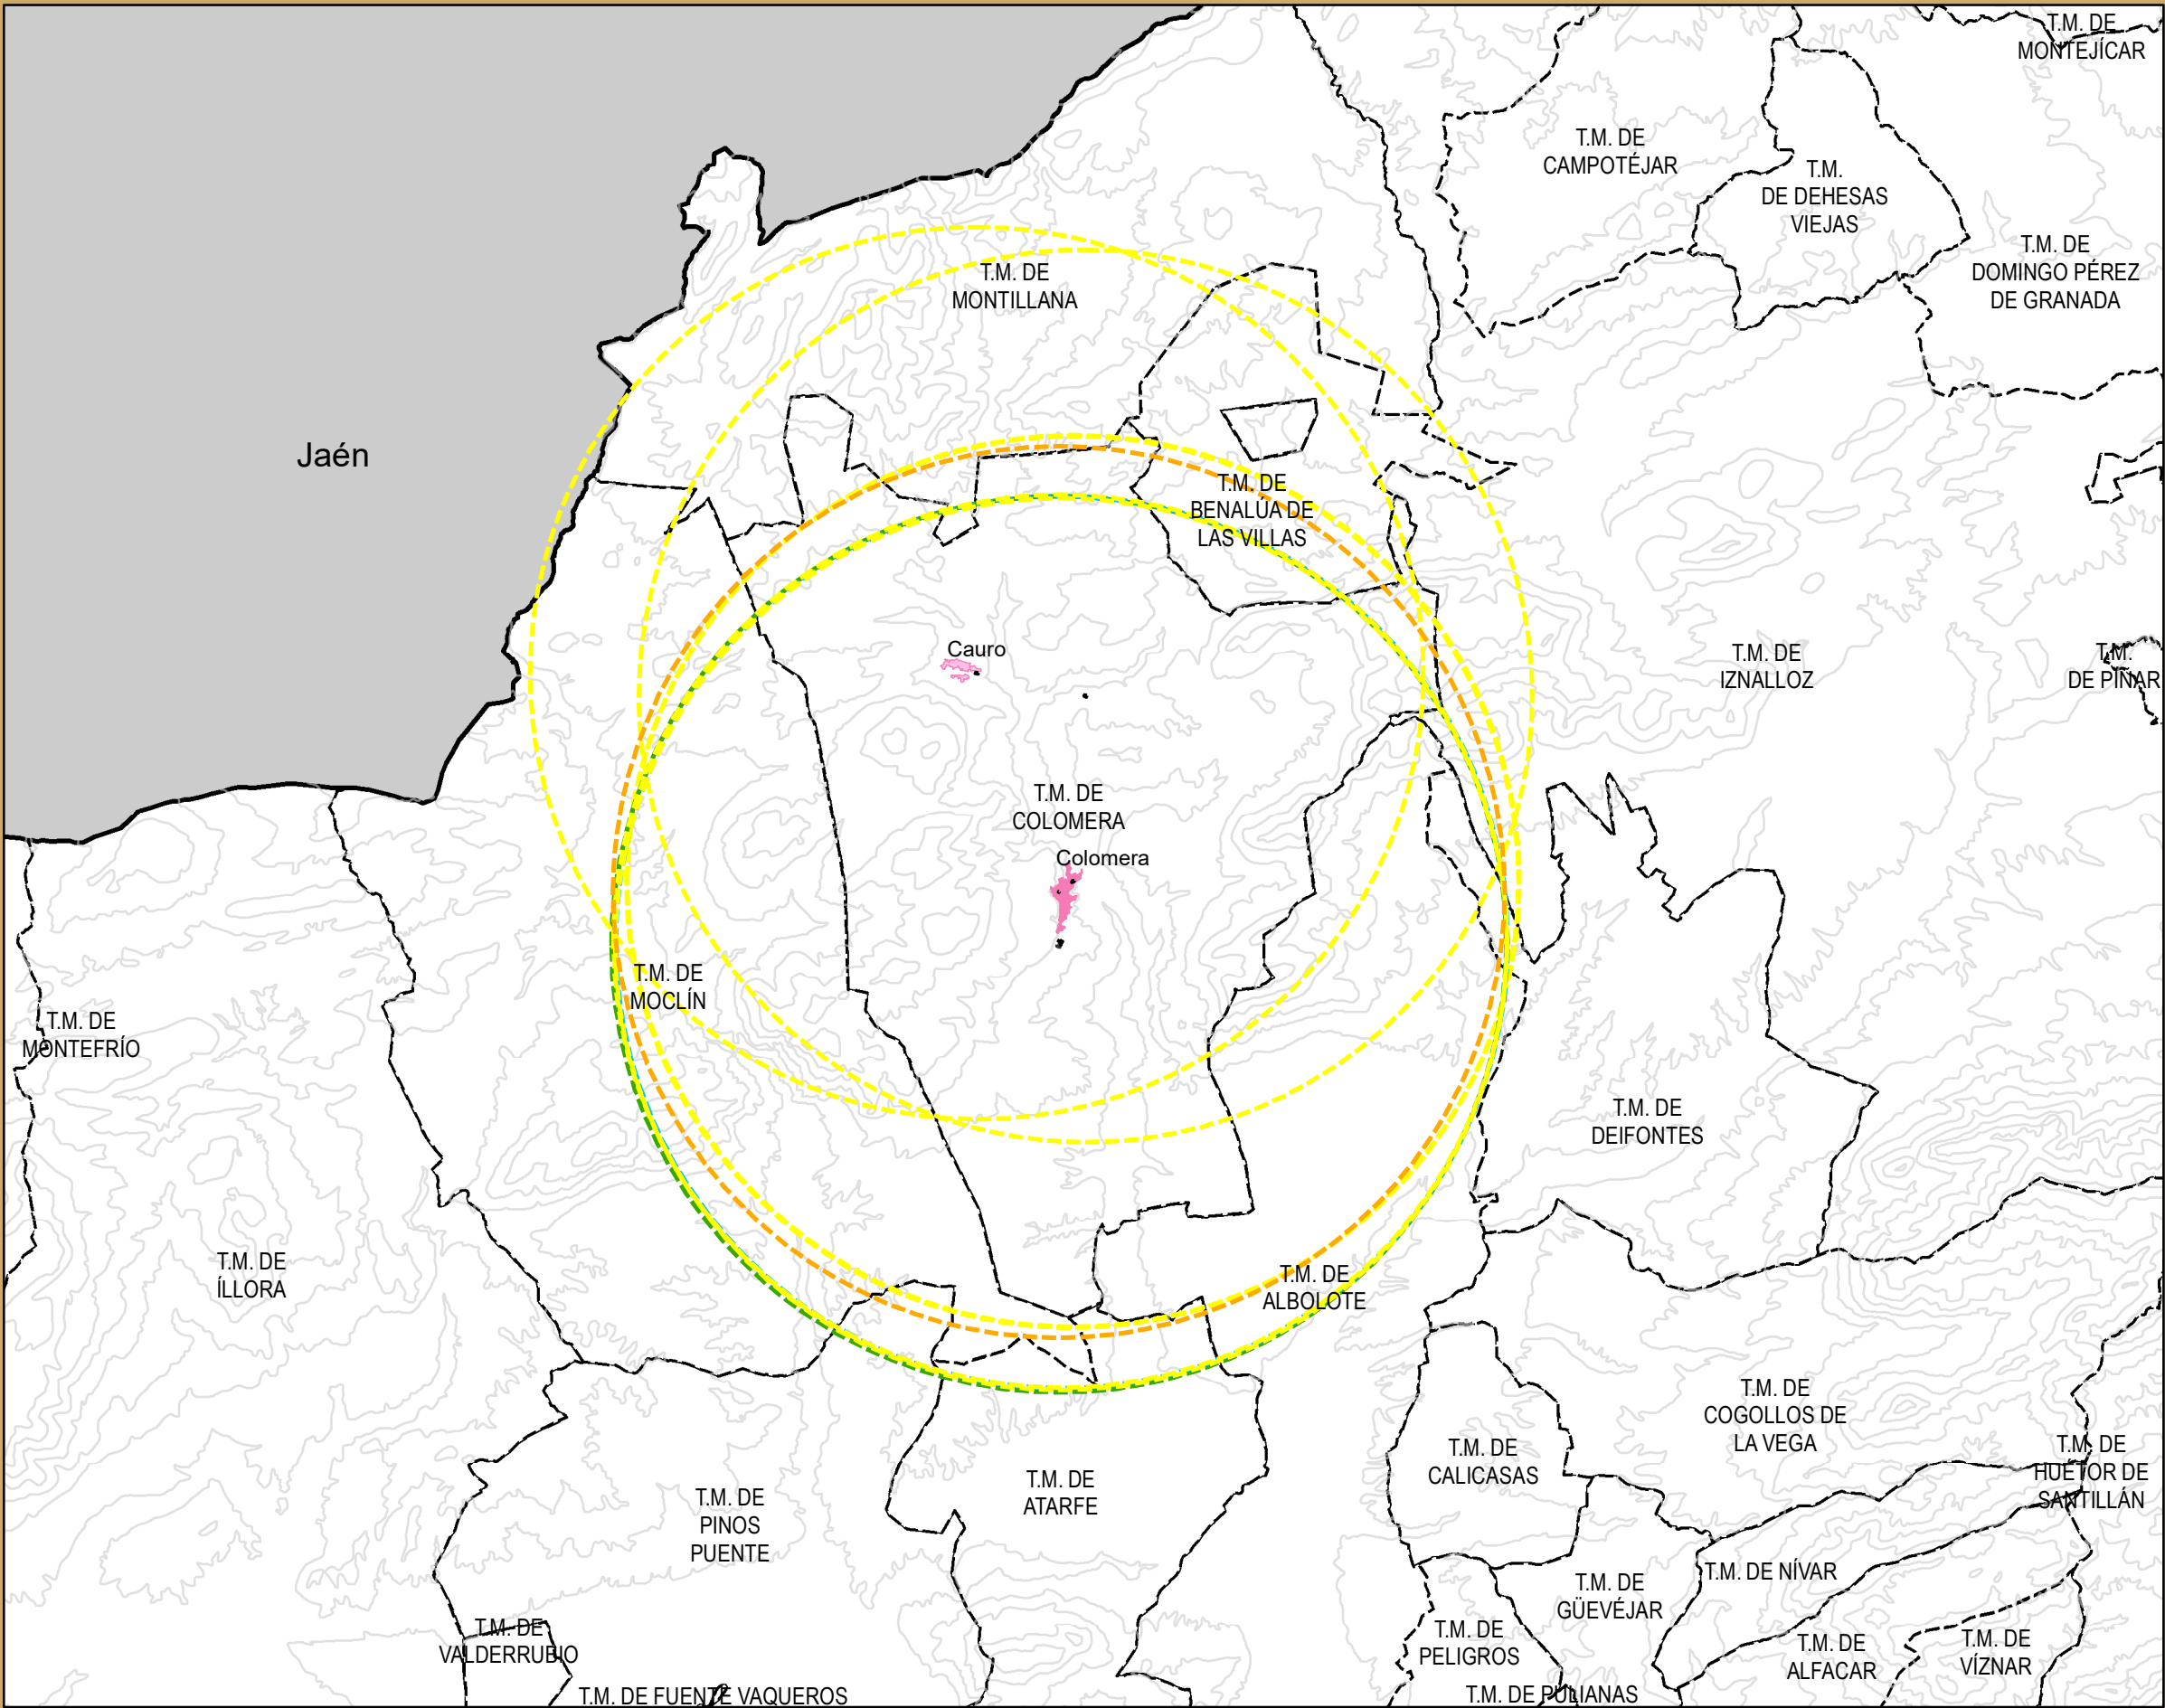 T.M. DE
MONTEJÍCAR
T.M. DE
CAMPOTÉJAR
T.M.
DE DEHESAS
VIEJAS
T.M. DE
DOMINGO PÉREZ
DE GRANADA
T.M. DE
MONTILLANA
Jaén
T.M. DE
BENALÚA DE
LAS VILLAS
Cauro
T.M. DE
IZNALLOZ
T.M.
DE PIÑAR
T.M. DE
COLOMERA
Colomera
T.M. DE
MOCLÍN
T.M. DE
MONTEFRÍO
T.M. DE
DEIFONTES
T.M. DE
ÍLLORA
T.M. DE
ALBOLOTE
T.M. DE
COGOLLOS DE
LA VEGA
T.M. DE
CALICASAS
T.M. DE
HUÉTOR DE
SANTILLÁN
T.M. DE
ATARFE
T.M. DE
PINOS
PUENTE
T.M. DE NÍVAR
T.M. DE
GÜEVÉJAR
T.M. DE
VALDERRUBIO
T.M. DE
PELIGROS
T.M. DE
ALFACAR
T.M. DE
VÍZNAR
T.M. DE FUENTE VAQUEROS
T.M. DE PULIANAS